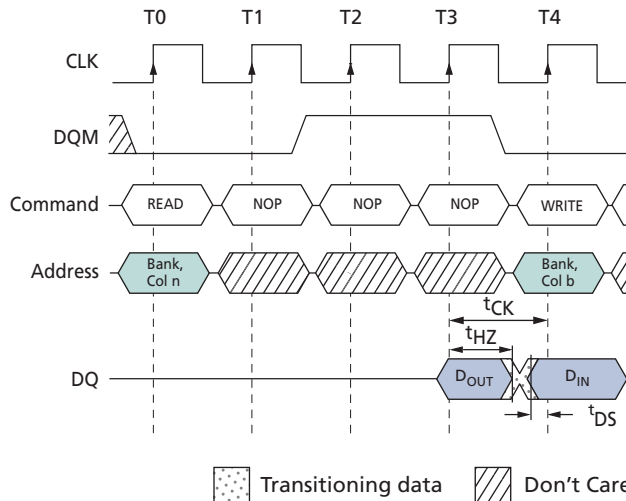 T0 T1 T2 T3 T4
CLK
DQM
Command READ NOP NOP NOP WRITE
Address Bank, Col n Bank, Col b
tCK
tHZ
DQ DOUT DIN
tDS
Transitioning data Don't Care